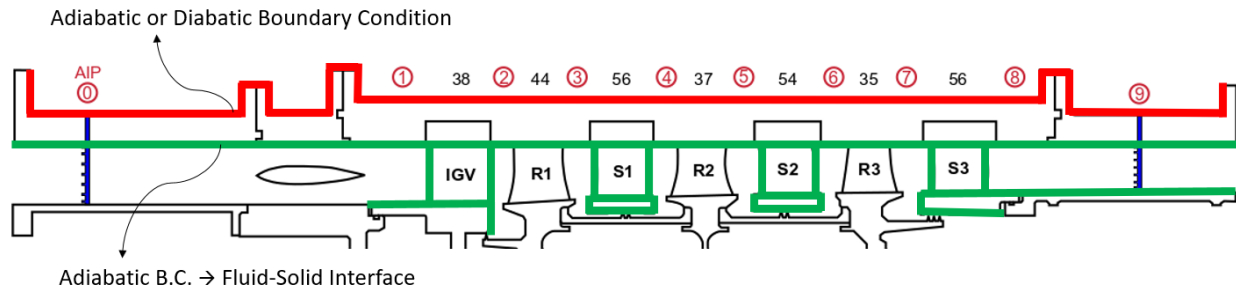 Adiabatic or Diabatic Boundary Condition
AIP
0 1 38 2 44 3 56 4 37 5 54 6 35 7 56 8 9
IGV R1 S1 R2 S2 R3 S3
Adiabatic B.C. → Fluid-Solid Interface